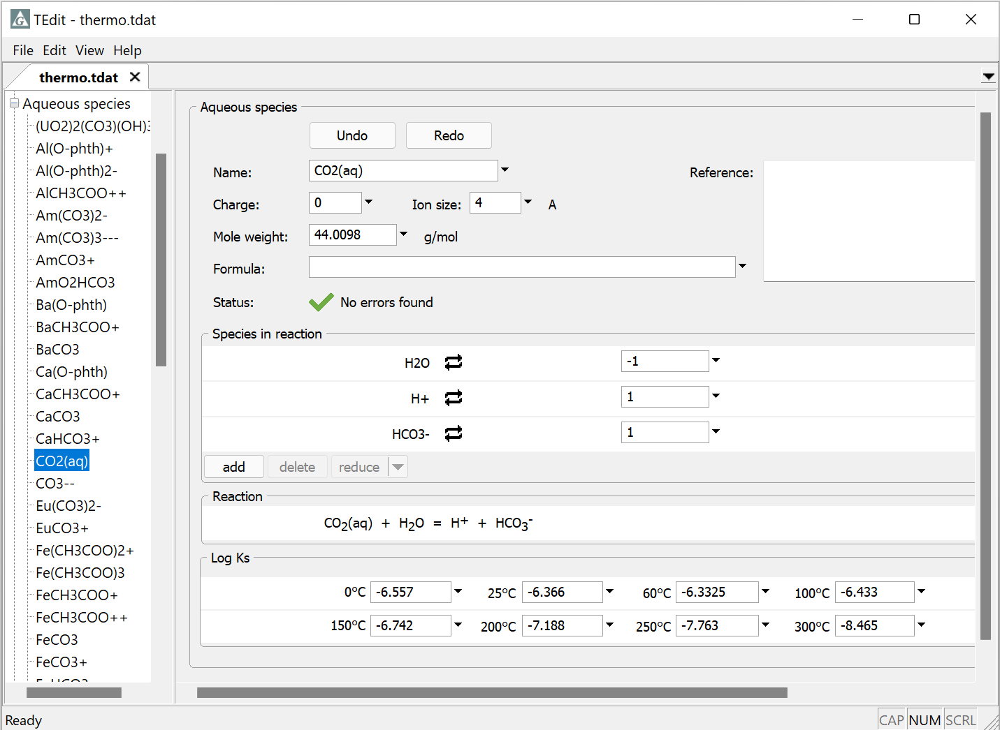 TEdit - thermo.tdat
File Edit View Help
thermo.tdat
Aqueous species
(UO2)2(CO3)(OH)3
Al(O-phth)+
Al(O-phth)2-
AlCH3COO++
Am(CO3)2-
Am(CO3)3---
AmCO3+
AmO2HCO3
Ba(O-phth)
BaCH3COO+
BaCO3
Ca(O-phth)
CaCH3COO+
CaCO3
CaHCO3+
CO2(aq)
CO3--
Eu(CO3)2-
EuCO3+
Fe(CH3COO)2+
Fe(CH3COO)3
FeCH3COO+
FeCH3COO++
FeCO3
FeCO3+
Aqueous species
Undo Redo
Name: CO2(aq) Reference:
Charge: 0 Ion size: 4 A
Mole weight: 44.0098 g/mol
Formula:
Status: No errors found
Species in reaction
H2O -1
H+ 1
HCO3- 1
add delete reduce
Reaction
CO₂(aq) + H₂O = H⁺ + HCO₃⁻
Log Ks
0°C -6.557 25°C -6.366 60°C -6.3325 100°C -6.433
150°C -6.742 200°C -7.188 250°C -7.763 300°C -8.465
Ready CAP NUM SCRL